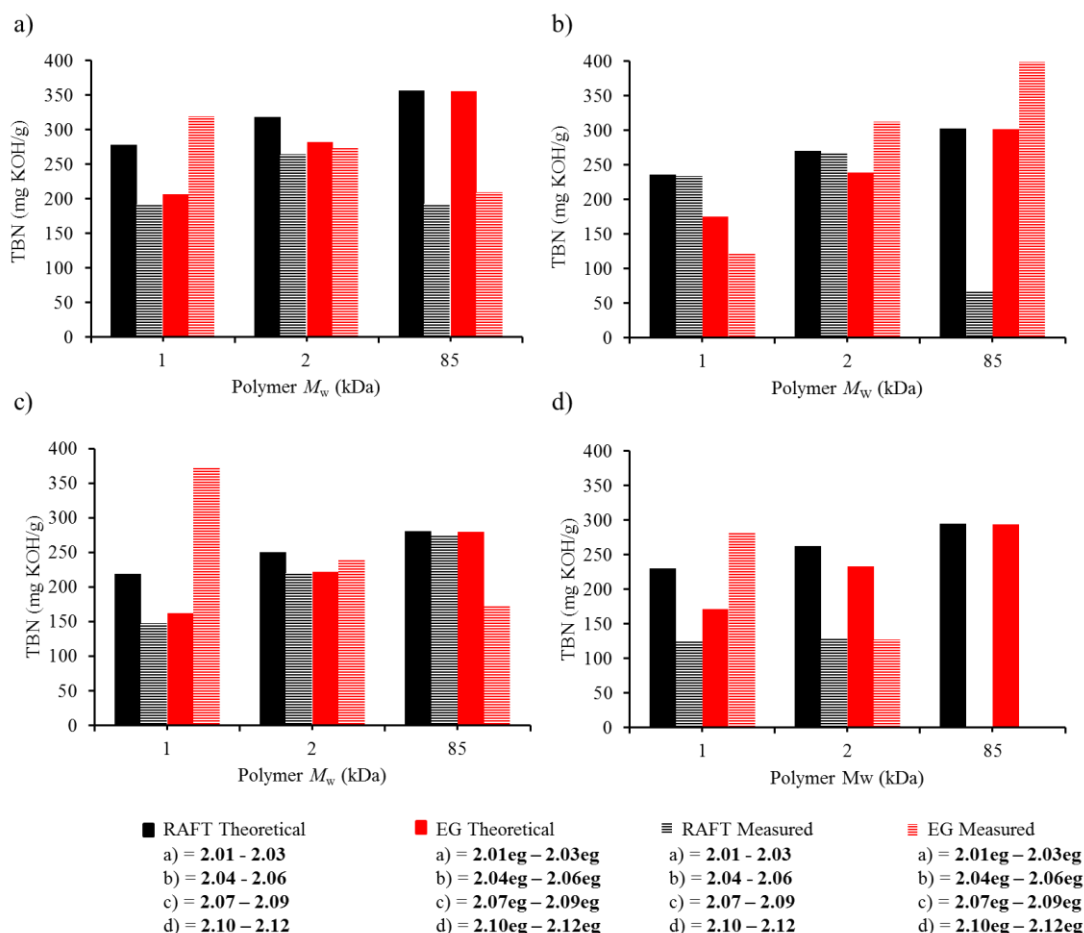 a)
TBN (mg KOH/g)
400
350
300
250
200
150
100
50
0
1 2 85
Polymer Mw (kDa)
b)
TBN (mg KOH/g)
400
350
300
250
200
150
100
50
0
1 2 85
Polymer Mw (kDa)
c)
TBN (mg KOH/g)
400
350
300
250
200
150
100
50
0
1 2 85
Polymer Mw (kDa)
d)
TBN (mg KOH/g)
400
350
300
250
200
150
100
50
0
1 2 85
Polymer Mw (kDa)
RAFT Theoretical
a) = 2.01 - 2.03
b) = 2.04 - 2.06
c) = 2.07 – 2.09
d) = 2.10 – 2.12
EG Theoretical
a) = 2.01eg – 2.03eg
b) = 2.04eg – 2.06eg
c) = 2.07eg – 2.09eg
d) = 2.10eg – 2.12eg
RAFT Measured
a) = 2.01 - 2.03
b) = 2.04 - 2.06
c) = 2.07 – 2.09
d) = 2.10 – 2.12
EG Measured
a) = 2.01eg – 2.03eg
b) = 2.04eg – 2.06eg
c) = 2.07eg – 2.09eg
d) = 2.10eg – 2.12eg